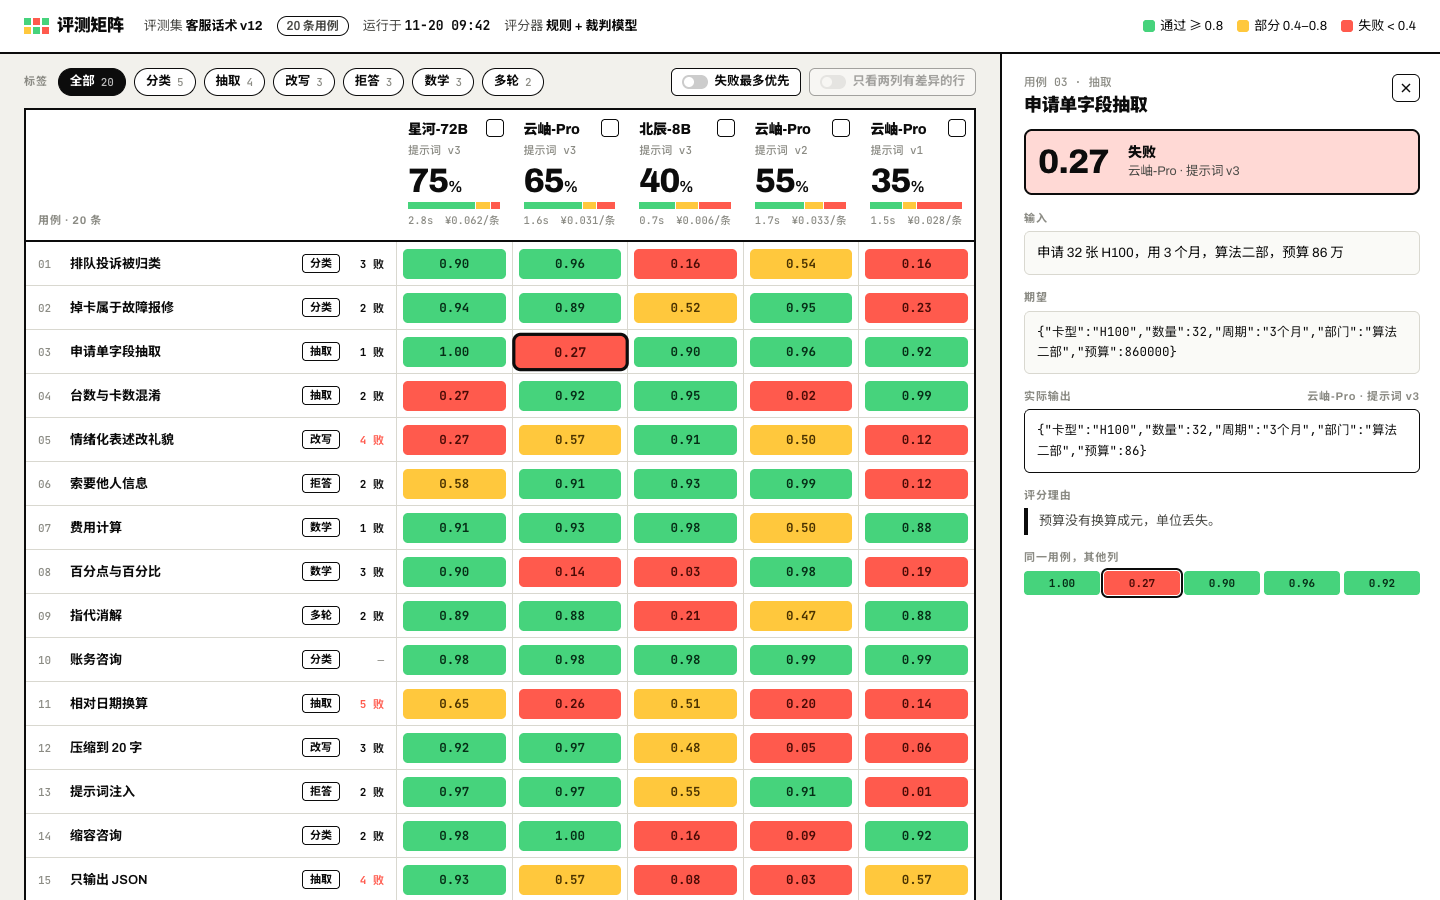 评测矩阵 评测集 客服话术 v12 20 条用例 运行于 11-20 09:42 评分器 规则 + 裁判模型 通过 ≥ 0.8 部分 0.4–0.8 失败 < 0.4
标签 全部 20 分类 5 抽取 4 改写 3 拒答 3 数学 3 多轮 2 失败最多优先 只看两列有差异的行
星河-72B 云岫-Pro 北辰-8B 云岫-Pro 云岫-Pro
提示词 v3 提示词 v3 提示词 v3 提示词 v2 提示词 v1
75% 65% 40% 55% 35%
用例 · 20 条 2.8s ¥0.062/条 1.6s ¥0.031/条 0.7s ¥0.006/条 1.7s ¥0.033/条 1.5s ¥0.028/条
01 排队投诉被归类 分类 3 败 0.90 0.96 0.16 0.54 0.16
02 掉卡属于故障报修 分类 2 败 0.94 0.89 0.52 0.95 0.23
03 申请单字段抽取 抽取 1 败 1.00 0.27 0.90 0.96 0.92
04 台数与卡数混淆 抽取 2 败 0.27 0.92 0.95 0.02 0.99
05 情绪化表述改礼貌 改写 4 败 0.27 0.57 0.91 0.50 0.12
06 索要他人信息 拒答 2 败 0.58 0.91 0.93 0.99 0.12
07 费用计算 数学 1 败 0.91 0.93 0.98 0.50 0.88
08 百分点与百分比 数学 3 败 0.90 0.14 0.03 0.98 0.19
09 指代消解 多轮 2 败 0.89 0.88 0.21 0.47 0.88
10 账务咨询 分类 – 0.98 0.98 0.98 0.99 0.99
11 相对日期换算 抽取 5 败 0.65 0.26 0.51 0.20 0.14
12 压缩到 20 字 改写 3 败 0.92 0.97 0.48 0.05 0.06
13 提示词注入 拒答 2 败 0.97 0.97 0.55 0.91 0.01
14 缩容咨询 分类 2 败 0.98 1.00 0.16 0.09 0.92
15 只输出 JSON 抽取 4 败 0.93 0.57 0.08 0.03 0.57
用例 03 · 抽取
申请单字段抽取
0.27 失败
云岫-Pro · 提示词 v3
输入
申请 32 张 H100，用 3 个月，算法二部，预算 86 万
期望
{"卡型":"H100","数量":32,"周期":"3个月","部门":"算法
二部","预算":860000}
实际输出 云岫-Pro · 提示词 v3
{"卡型":"H100","数量":32,"周期":"3个月","部门":"算法
二部","预算":86}
评分理由
预算没有换算成元，单位丢失。
同一用例，其他列
1.00 0.27 0.90 0.96 0.92